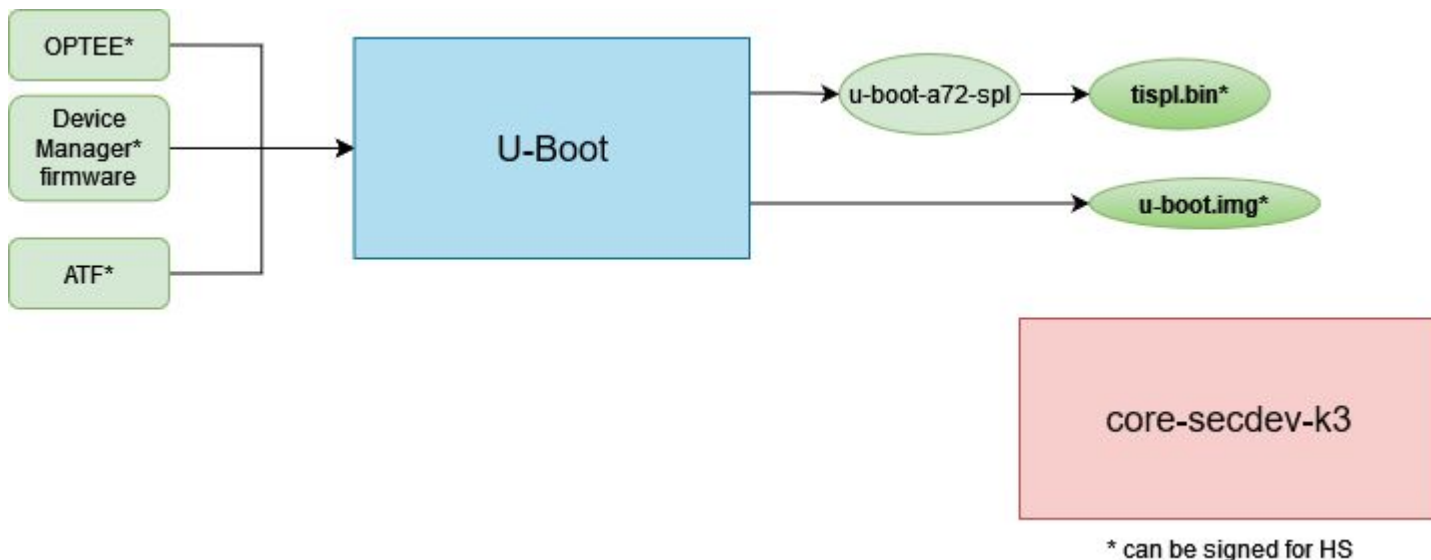 OPTEE*
Device
Manager*
firmware
ATF*
U-Boot
u-boot-a72-spl
tispl.bin*
u-boot.img*
core-secdev-k3
* can be signed for HS